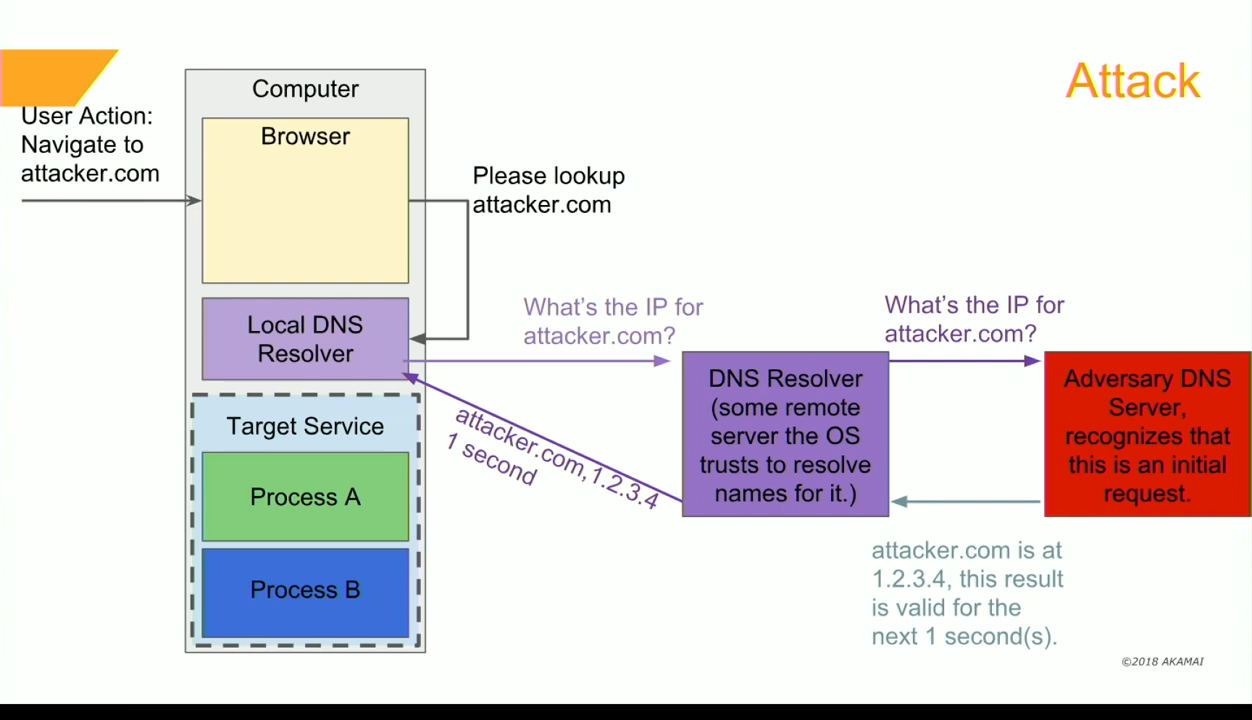 Attack
Computer
User Action:
Navigate to
attacker.com
Browser
Please lookup
attacker.com
Local DNS
Resolver
What's the IP for
attacker.com?
What's the IP for
attacker.com?
DNS Resolver
(some remote
server the OS
trusts to resolve
names for it.)
Adversary DNS
Server,
recognizes that
this is an initial
request.
attacker.com,1.2.3.4
1 second
Target Service
Process A
Process B
attacker.com is at
1.2.3.4, this result
is valid for the
next 1 second(s).
©2018 AKAMAI